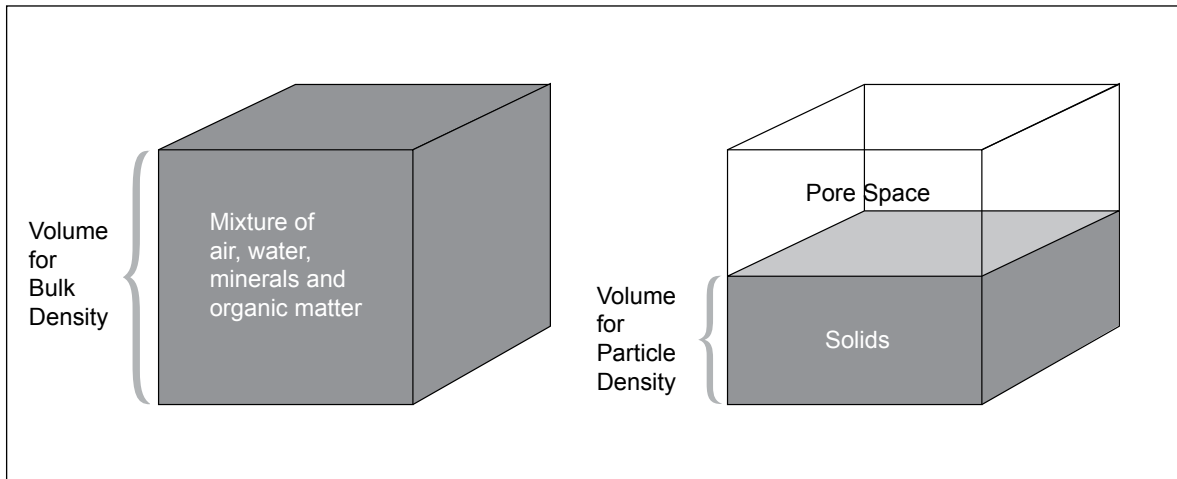 Volume
for
Bulk
Density
Mixture of
air, water,
minerals and
organic matter
Pore Space
Volume
for
Particle
Density
Solids